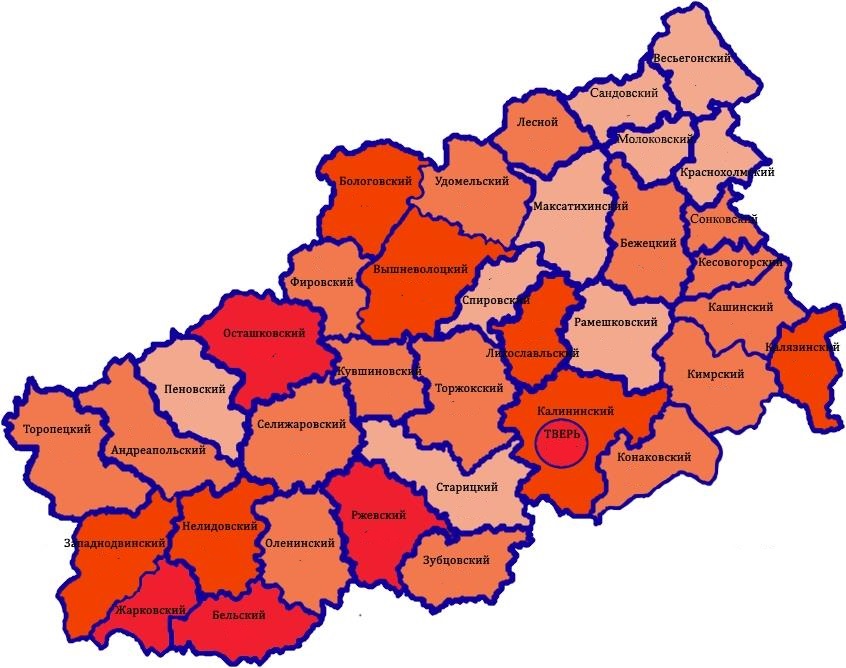 Весьегонский
Сандовский
Лесной
Молоковский
Краснохолмский
Бологовский
Удомельский
Максатихинский
Сонковский
Бежецкий
Кесовогорский
Вышневолоцкий
Фировский
Спировский
Кашинский
Рамешковский
Осташковский
Лихославльский
Калязинский
Кувшиновский
Кимрский
Пеновский
Торжокский
Калининский
Селижаровский
Торопецкий
ТВЕРЬ
Андреапольский
Конаковский
Старицкий
Ржевский
Нелидовский
Западнодвинский
Оленинский
Зубцовский
Жарковский
Бельский